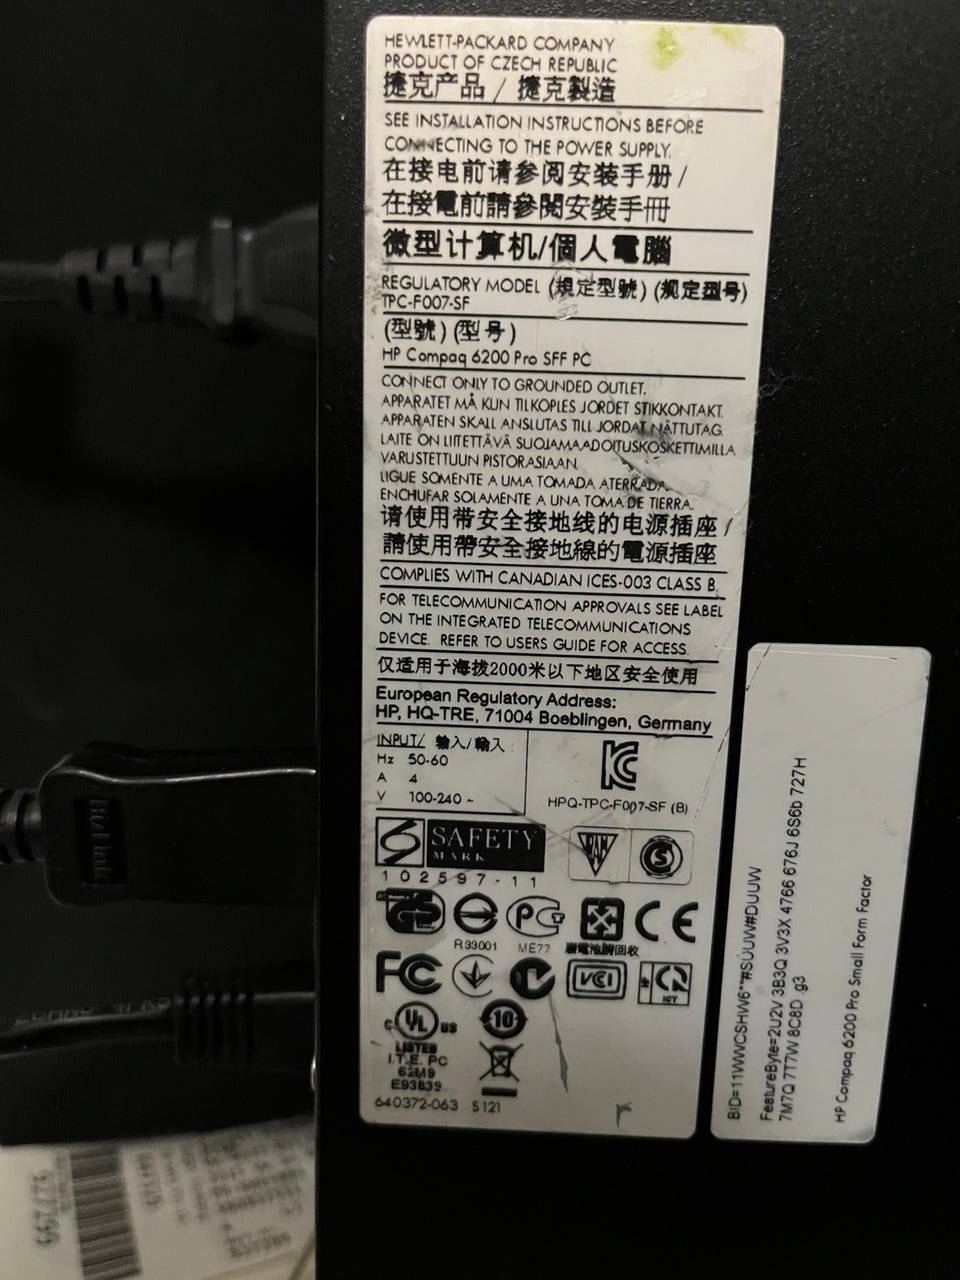 HEWLETT-PACKARD COMPANY
PRODUCT OF CZECH REPUBLIC
捷克产品 / 捷克製造
SEE INSTALLATION INSTRUCTIONS BEFORE
CONNECTING TO THE POWER SUPPLY.
在接电前请参阅安装手册 /
在接電前請參閱安裝手冊
微型计算机/個人電腦
REGULATORY MODEL (規定型號) (规定型号)
TPC-F007-SF
(型號) (型号)
HP Compaq 6200 Pro SFF PC
CONNECT ONLY TO GROUNDED OUTLET.
APPARATET MÅ KUN TILKOPLES JORDET STIKKONTAKT.
APPARATEN SKALL ANSLUTAS TILL JORDAT NÄTTUTAG.
LAITE ON LIITETTÄVÄ SUOJAMAADOITUSKOSKETTIMILLA
VARUSTETTUUN PISTORASIAAN.
LIGUE SOMENTE A UMA TOMADA ATERRADA.
ENCHUFAR SOLAMENTE A UNA TOMA DE TIERRA.
请使用带安全接地线的电源插座 /
請使用帶安全接地線的電源插座
COMPLIES WITH CANADIAN ICES-003 CLASS B.
FOR TELECOMMUNICATION APPROVALS SEE LABEL
ON THE INTEGRATED TELECOMMUNICATIONS
DEVICE. REFER TO USERS GUIDE FOR ACCESS.
仅适用于海拔2000米以下地区安全使用
European Regulatory Address:
HP, HQ-TRE, 71004 Boeblingen, Germany
INPUT/ 输入/輸入 :
Hz 50-60
A 4
V 100-240 ~
HPQ-TPC-F007-SF (B)
SAFETY
MARK
102597-11
R33001
ME77
廢電池請回收
CE
FC
VCI
UL
c us
LISTED
I.T.E. PC
62M9
E93839
10
640372-063 S121
BID=11WWCSHW6**#SUUW#DUUW
FeatureByte=2U2V 3B3Q 3V3X 4766 676J 6S6b 727H
7M7Q 7T7W 8C8D .g3
HP Compaq 6200 Pro Small Form Factor